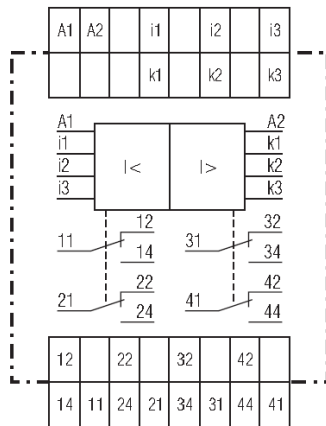 A1 A2 i1 i2 i3
k1 k2 k3
A1 A2
i1 k1
i2 I< I> k2
i3 k3
12 32
11 14 31 34
22 42
21 24 41 44
12 22 32 42
14 11 24 21 34 31 44 41